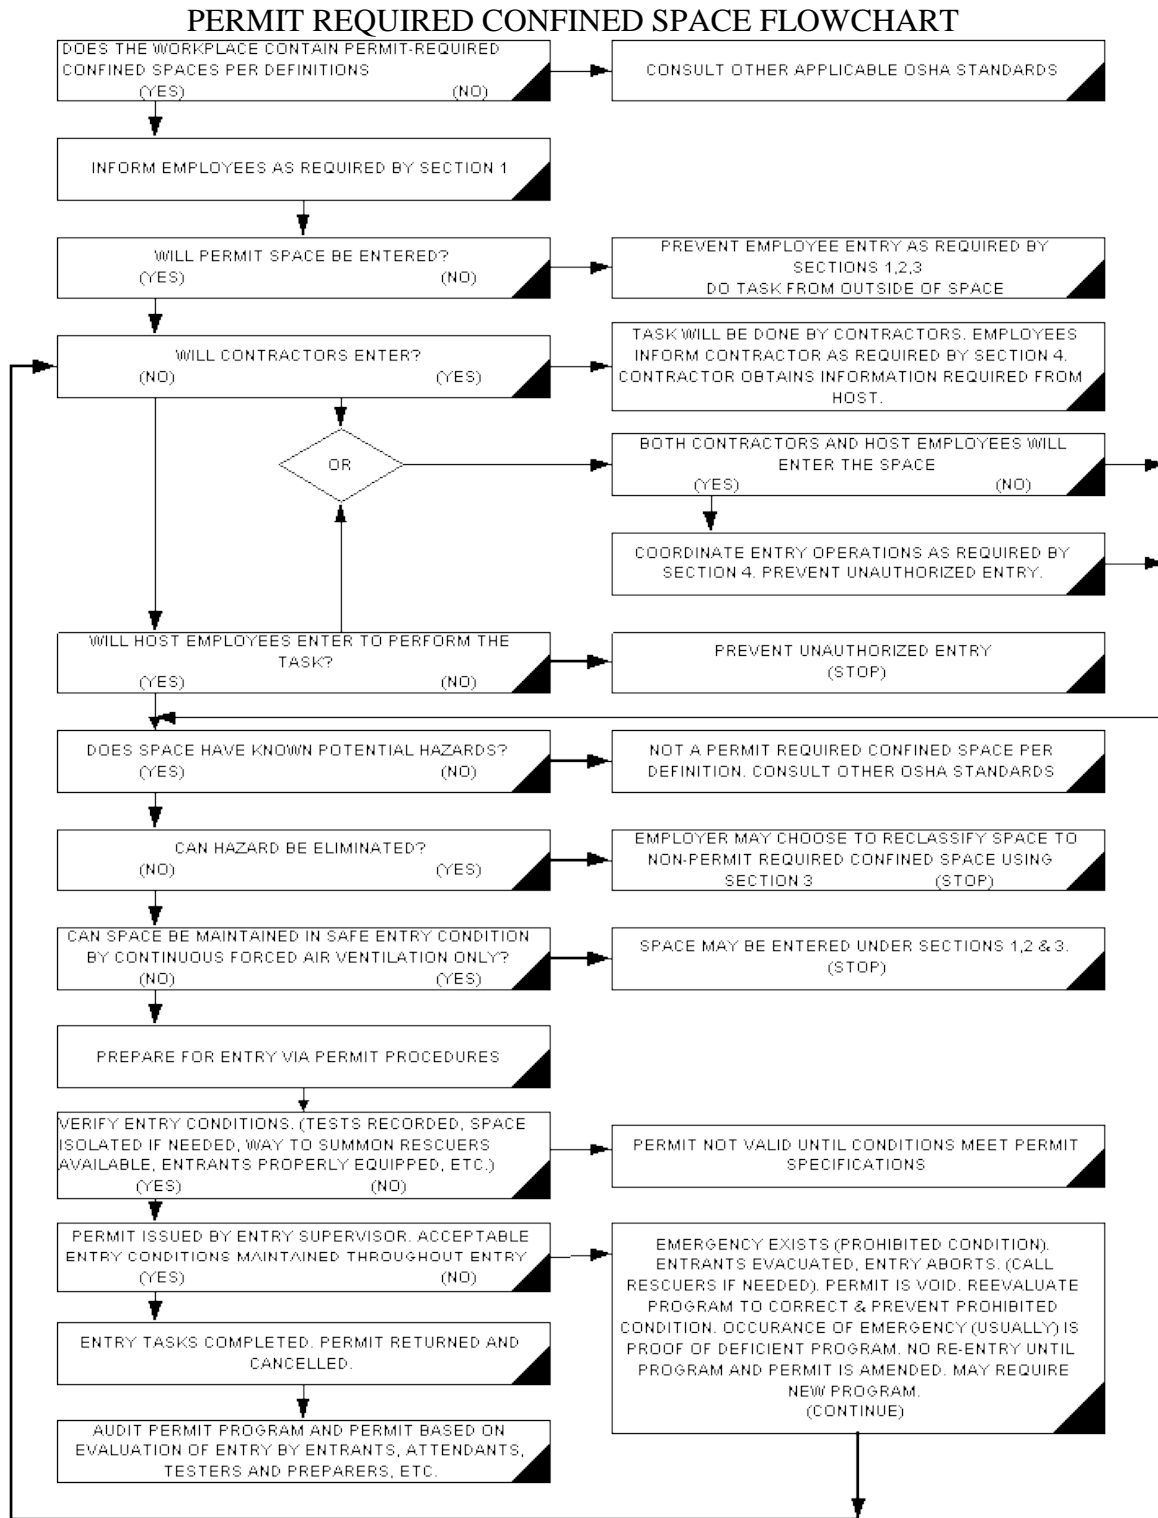 PERMIT REQUIRED CONFINED SPACE FLOWCHART
DOES THE WORKPLACE CONTAIN PERMIT-REQUIRED
CONFINED SPACES PER DEFINITIONS
(YES) (NO)
CONSULT OTHER APPLICABLE OSHA STANDARDS
INFORM EMPLOYEES AS REQUIRED BY SECTION 1
WILL PERMIT SPACE BE ENTERED?
(YES) (NO)
PREVENT EMPLOYEE ENTRY AS REQUIRED BY
SECTIONS 1,2,3
DO TASK FROM OUTSIDE OF SPACE
WILL CONTRACTORS ENTER?
(NO) (YES)
TASK WILL BE DONE BY CONTRACTORS. EMPLOYEES
INFORM CONTRACTOR AS REQUIRED BY SECTION 4.
CONTRACTOR OBTAINS INFORMATION REQUIRED FROM
HOST.
OR
BOTH CONTRACTORS AND HOST EMPLOYEES WILL
ENTER THE SPACE
(YES) (NO)
COORDINATE ENTRY OPERATIONS AS REQUIRED BY
SECTION 4. PREVENT UNAUTHORIZED ENTRY.
WILL HOST EMPLOYEES ENTER TO PERFORM THE
TASK?
(YES) (NO)
PREVENT UNAUTHORIZED ENTRY
(STOP)
DOES SPACE HAVE KNOWN POTENTIAL HAZARDS?
(YES) (NO)
NOT A PERMIT REQUIRED CONFINED SPACE PER
DEFINITION. CONSULT OTHER OSHA STANDARDS
CAN HAZARD BE ELIMINATED?
(NO) (YES)
EMPLOYER MAY CHOOSE TO RECLASSIFY SPACE TO
NON-PERMIT REQUIRED CONFINED SPACE USING
SECTION 3 (STOP)
CAN SPACE BE MAINTAINED IN SAFE ENTRY CONDITION
BY CONTINUOUS FORCED AIR VENTILATION ONLY?
(NO) (YES)
SPACE MAY BE ENTERED UNDER SECTIONS 1,2 & 3.
(STOP)
PREPARE FOR ENTRY VIA PERMIT PROCEDURES
VERIFY ENTRY CONDITIONS. (TESTS RECORDED, SPACE
ISOLATED IF NEEDED, WAY TO SUMMON RESCUERS
AVAILABLE, ENTRANTS PROPERLY EQUIPPED, ETC.)
(YES) (NO)
PERMIT NOT VALID UNTIL CONDITIONS MEET PERMIT
SPECIFICATIONS
PERMIT ISSUED BY ENTRY SUPERVISOR. ACCEPTABLE
ENTRY CONDITIONS MAINTAINED THROUGHOUT ENTRY
(YES) (NO)
EMERGENCY EXISTS (PROHIBITED CONDITION).
ENTRANTS EVACUATED, ENTRY ABORTS. (CALL
RESCUERS IF NEEDED). PERMIT IS VOID. REEVALUATE
PROGRAM TO CORRECT & PREVENT PROHIBITED
CONDITION. OCCURANCE OF EMERGENCY (USUALLY) IS
PROOF OF DEFICIENT PROGRAM. NO RE-ENTRY UNTIL
PROGRAM AND PERMIT IS AMENDED. MAY REQUIRE
NEW PROGRAM.
(CONTINUE)
ENTRY TASKS COMPLETED. PERMIT RETURNED AND
CANCELLED.
AUDIT PERMIT PROGRAM AND PERMIT BASED ON
EVALUATION OF ENTRY BY ENTRANTS, ATTENDANTS,
TESTERS AND PREPARERS, ETC.